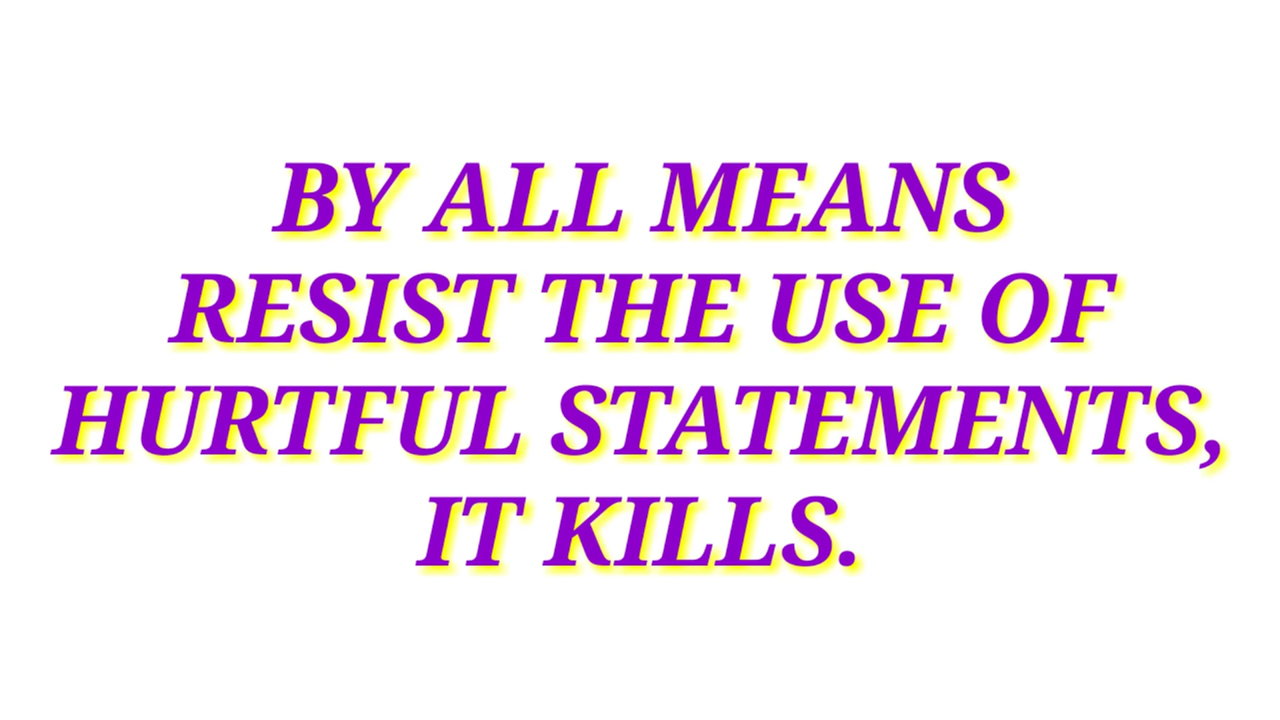 BY ALL MEANS
RESIST THE USE OF
HURTFUL STATEMENTS,
IT KILLS.